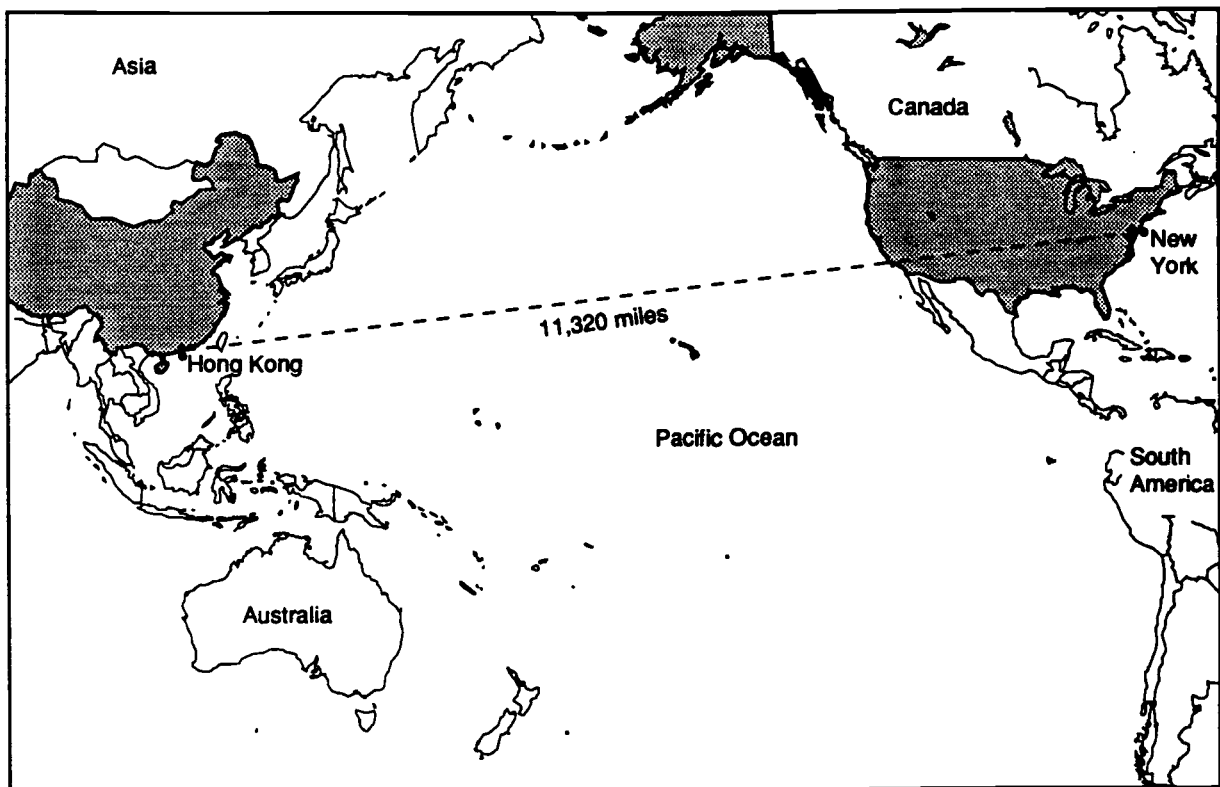 Asia
Canada
New
York
11,320 miles
Hong Kong
Pacific Ocean
South
America
Australia